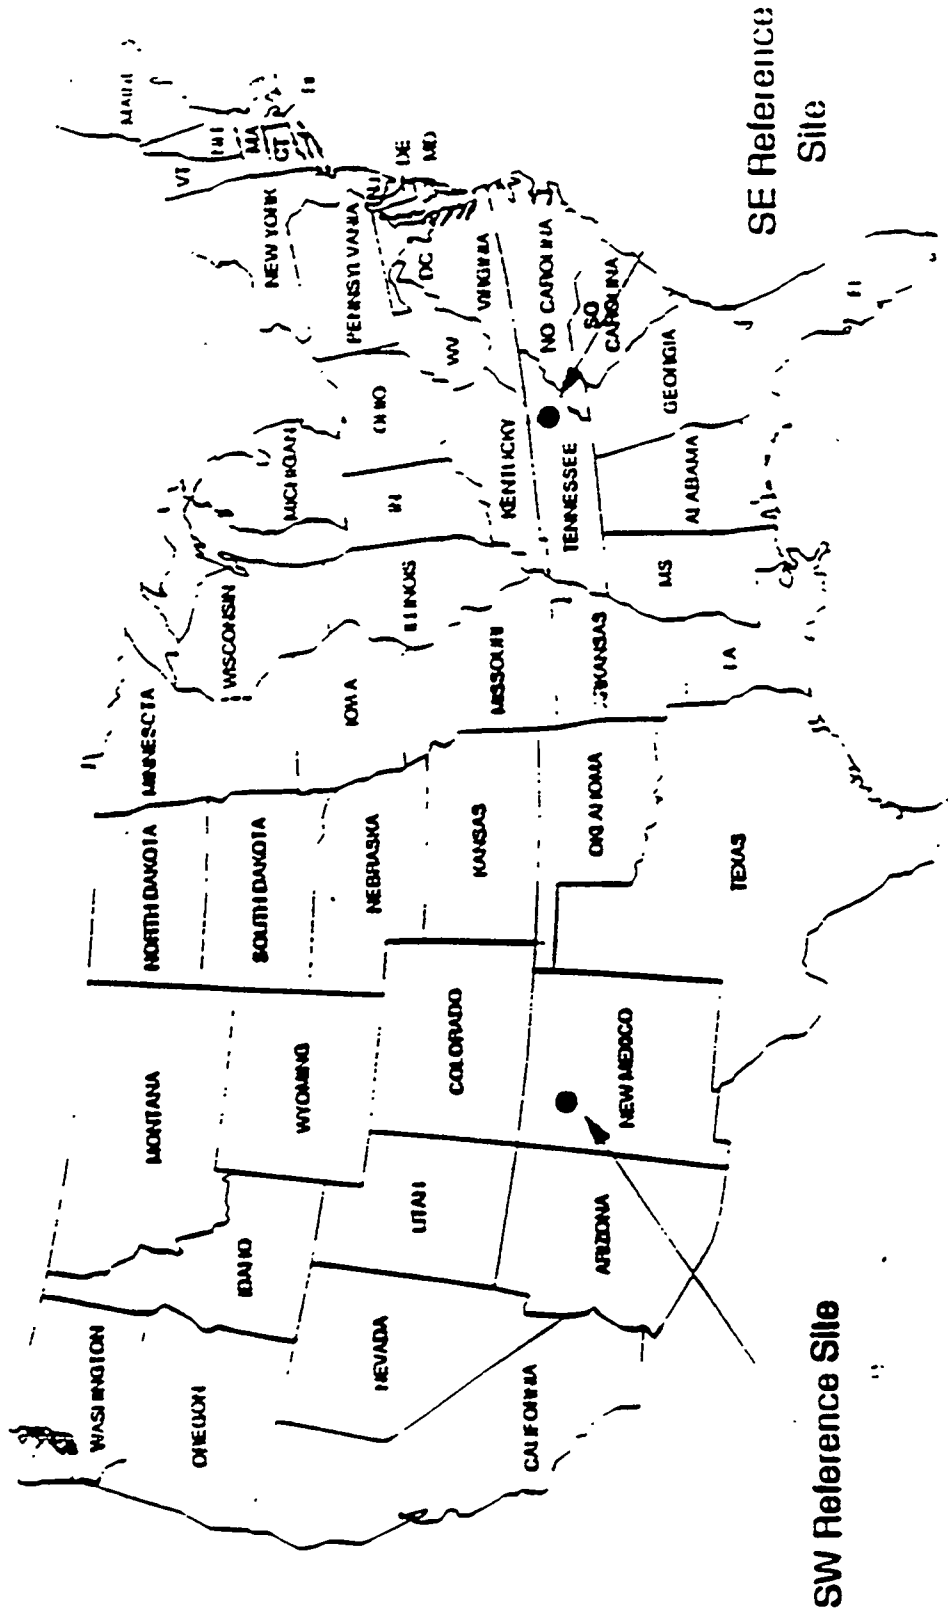 WASHINGTON
OREGON
CALIFORNIA
NEVADA
IDAHO
MONTANA
WYOMING
UTAH
ARIZONA
COLORADO
NEW MEXICO
NORTH DAKOTA
SOUTH DAKOTA
NEBRASKA
KANSAS
OKLAHOMA
TEXAS
MINNESOTA
IOWA
MISSOURI
ARKANSAS
LA
WISCONSIN
ILLINOIS
MS
MICHIGAN
IN
OHIO
KENTUCKY
TENNESSEE
ALABAMA
GEORGIA
WV
VIRGINIA
NO CAROLINA
SO
CAROLINA
PENNSYLVANIA
NEW YORK
DC
NJ
DE
MD
VT
NH
MA
CT
MAINE
SW Reference Site
SE Reference
Site